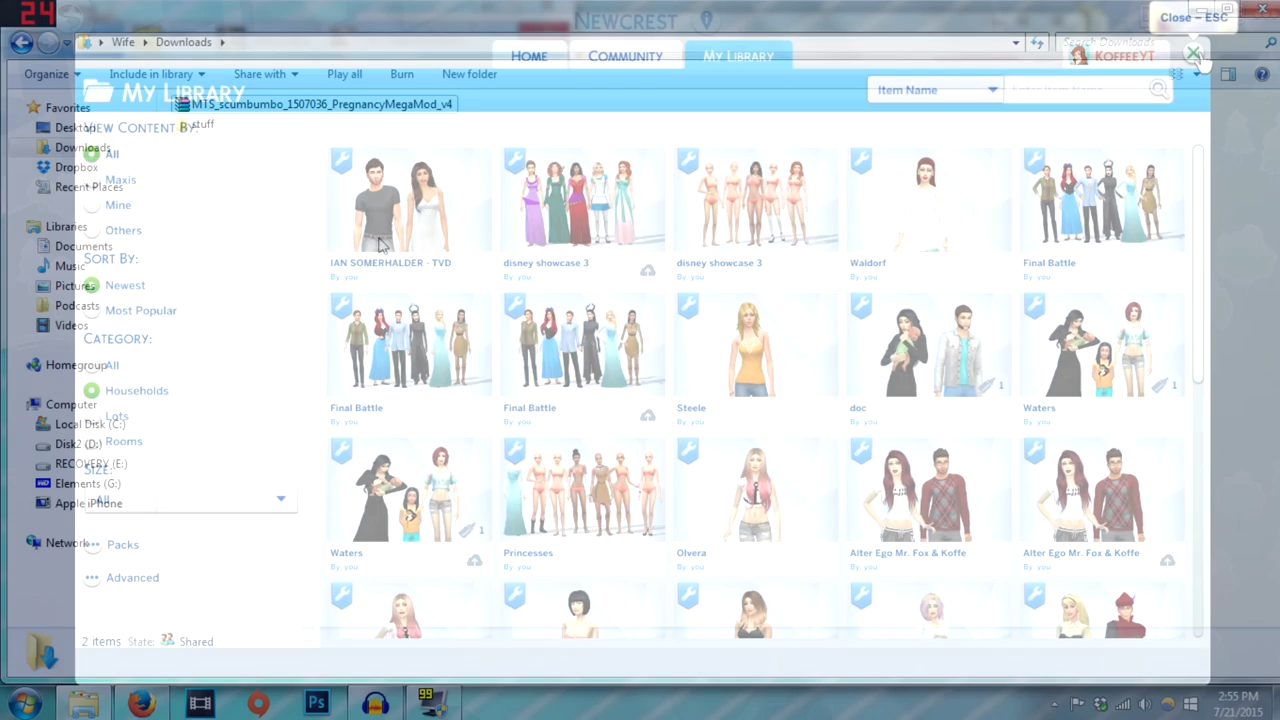 24
NEWCREST
Close - ESC
Wife
Downloads
Search Downloads
HOME
COMMUNITY
MY LIBRARY
KOFFEEYT
Organize
Include in library
Share with
Play all
Burn
New folder
MY LIBRARY
Item Name
MTS_scumbumbo_1507036_PregnancyMegaMod_v4
stuff
Favorites
Desktop
Downloads
Dropbox
Recent Places
Libraries
Documents
Music
Pictures
Podcasts
Videos
Homegroup
Computer
Local Disk (C:)
Disk2 (D:)
RECOVERY (E:)
Elements (G:)
Apple iPhone
Network
VIEW CONTENT BY:
All
Maxis
Mine
Others
SORT BY:
Newest
Most Popular
CATEGORY:
All
Households
Lots
Rooms
SIZE:
All
Packs
Advanced
IAN SOMERHALDER - TVD
By you
disney showcase 3
By you
disney showcase 3
By you
Waldorf
By you
Final Battle
By you
Final Battle
By you
Final Battle
By you
Steele
By you
1
doc
By you
1
Waters
By you
1
Waters
By you
Princesses
By you
Olvera
By you
Alter Ego Mr. Fox & Koffe
By you
Alter Ego Mr. Fox & Koffe
By you
2 items State: Shared
Ps
99
2:55 PM
7/21/2015